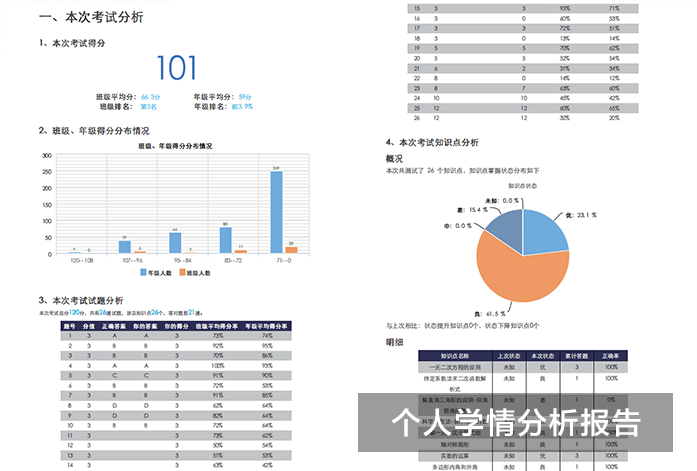 一、本次考试分析
1、本次考试得分
101
班级平均分： 66.3分 年级平均分： 59分
班级排名： 第3名 年级排名： 前3.9%
2、班级、年级得分分布情况
班级、年级得分分布情况
300
250
200
150
100
50
0
249
80
64
20
120--108 107--96 95--84 83--72 71--0
年级人数 班级人数
3、本次考试试题分析
本次考试总分120分，共有26道试题，涉及知识点26个，答对题数21道。
题号 分值 正确答案 你的答案 你的得分 班级平均得分率 年级平均得分率
1 3 A A 3 73% 74%
2 3 B B 3 92% 95%
3 3 B B 3 70% 86%
4 3 A A 3 100% 93%
5 3 C C 3 91% 90%
6 3 B B 3 72% 53%
7 3 B B 3 91% 85%
8 3 D D 3 62% 64%
9 3 D D 3 82% 64%
10 3 B B 3 72% 64%
11 3 3 73% 62%
12 3 3 50% 54%
13 3 3 51% 53%
14 3 3 63% 42%
15 3 3 93% 71%
16 3 0 60% 53%
17 3 3 72% 51%
18 3 0 13% 14%
19 5 5 70% 62%
20 5 5 52% 54%
21 6 2 31% 34%
22 8 0 14% 12%
23 8 7 63% 60%
24 10 10 45% 42%
25 12 12 60% 65%
26 12 12 32% 20%
4、本次考试知识点分析
概况
本次共测试了 26 个知识点，知识点掌握状态分布如下
知识点状态
未知：0.0 %
差：15.4 %
优：23.1 %
中：0.0 %
良：61.5 %
与上次相比：状态提升知识点0个，状态下降知识点0个
明细
知识点名称 上次状态 本次状态 累计答题 正确率
一元二次方程的应用 未知 优 3 100%
待定系数法求二次函数解析式 未知 良 1 100%
解直角三角形的应用-仰角 未知 差 1 0%
个人学情分析报告
轴对称图形 未知 良 1 100%
实数的运算 未知 优 3 100%
多边形内角和外角 未知 良 1 100%